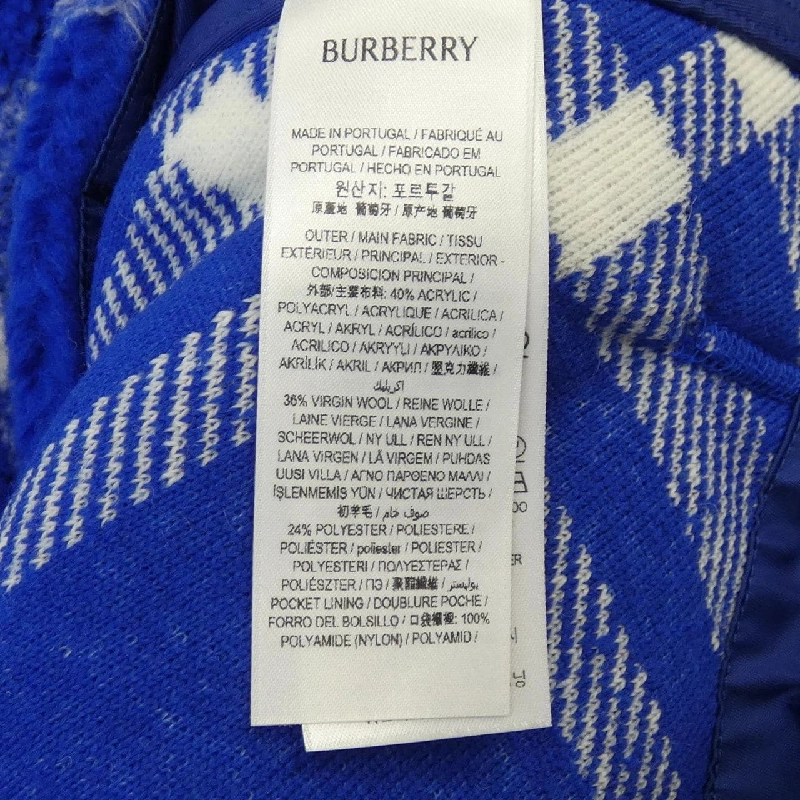 BURBERRY
MADE IN PORTUGAL / FABRIQUÉ AU
PORTUGAL / FABRICADO EM
PORTUGAL / HECHO EN PORTUGAL
원산지: 포르투갈
原產地 葡萄牙 / 原产地 葡萄牙
OUTER / MAIN FABRIC / TISSU
EXTÉRIEUR / PRINCIPAL / EXTERIOR -
COMPOSICIÓN PRINCIPAL /
外部/主要布料: 40% ACRYLIC /
POLYACRYL / ACRYLIQUE / ACRILICA /
ACRYL / AKRYL / ACRÍLICO / acrílico /
ACRILICO / AKRYYLI / ΑΚΡΥΛΙΚΟ /
AKRİLİK / AKRIL / АКРИЛ / 聚丙烯腈纖維 /
اكريليك
36% VIRGIN WOOL / REINE WOLLE /
LAINE VIERGE / LANA VERGINE /
SCHEERWOL / NY ULL / REN NY ULL /
LANA VIRGEN / LÃ VIRGEM / PUHDAS
UUSI VILLA / ΑΓΝΟ ΠΑΡΘΕΝΟ ΜΑΛΛΙ /
İŞLENMEMİŞ YÜN / ЧИСТАЯ ШЕРСТЬ /
初羊毛 / صوف خام /
24% POLYESTER / POLIESTERE /
POLIÉSTER / poliester / POLIESTER /
POLYESTERI / ΠΟΛΥΕΣΤΕΡΑΣ /
POLIÉSZTER / ПЭ / 聚酯纖維 / بوليستر /
POCKET LINING / DOUBLURE POCHE /
FORRO DEL BOLSILLO / 口袋襯裡: 100%
POLYAMIDE (NYLON) / POLYAMID /